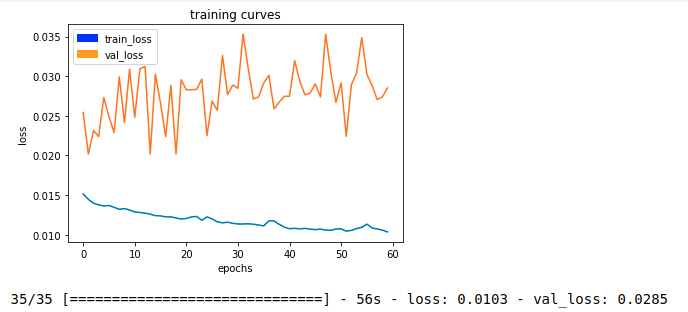 training curves
train_loss
val_loss
0.035
0.030
0.025
0.020
0.015
0.010
loss
0 10 20 30 40 50 60
epochs
35/35 [==============================] - 56s - loss: 0.0103 - val_loss: 0.0285